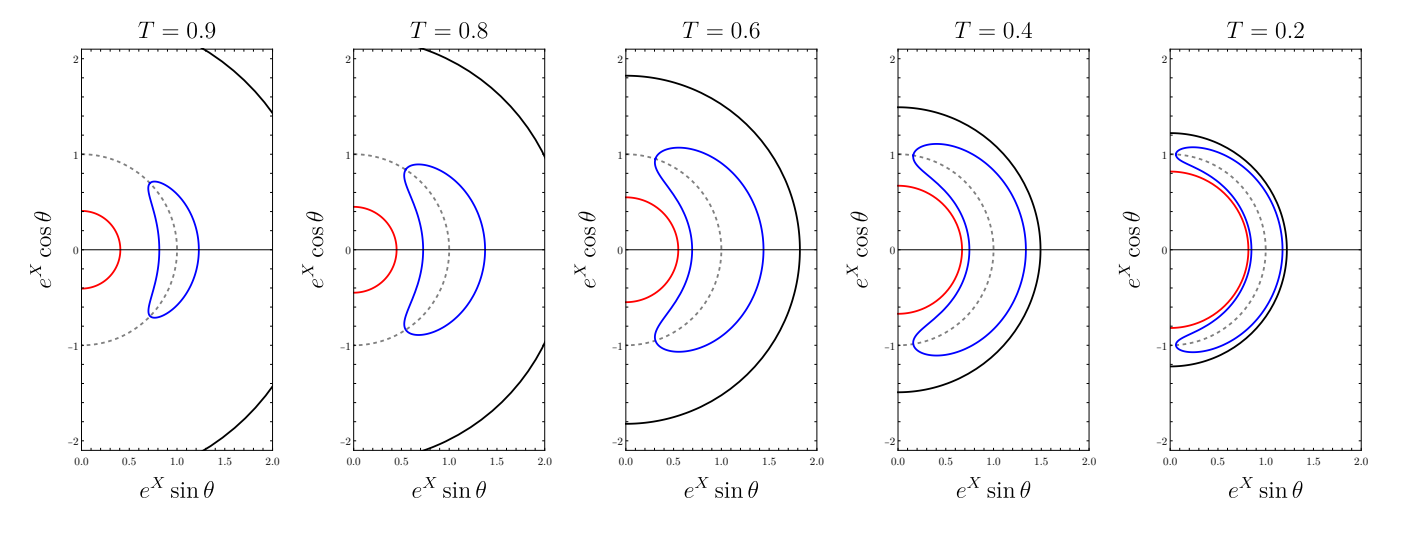 T = 0.9
T = 0.8
T = 0.6
T = 0.4
T = 0.2
e^X cos θ
2
1
0
−1
−2
0.0 0.5 1.0 1.5 2.0
e^X sin θ
e^X cos θ
2
1
0
−1
−2
0.0 0.5 1.0 1.5 2.0
e^X sin θ
e^X cos θ
2
1
0
−1
−2
0.0 0.5 1.0 1.5 2.0
e^X sin θ
e^X cos θ
2
1
0
−1
−2
0.0 0.5 1.0 1.5 2.0
e^X sin θ
e^X cos θ
2
1
0
−1
−2
0.0 0.5 1.0 1.5 2.0
e^X sin θ